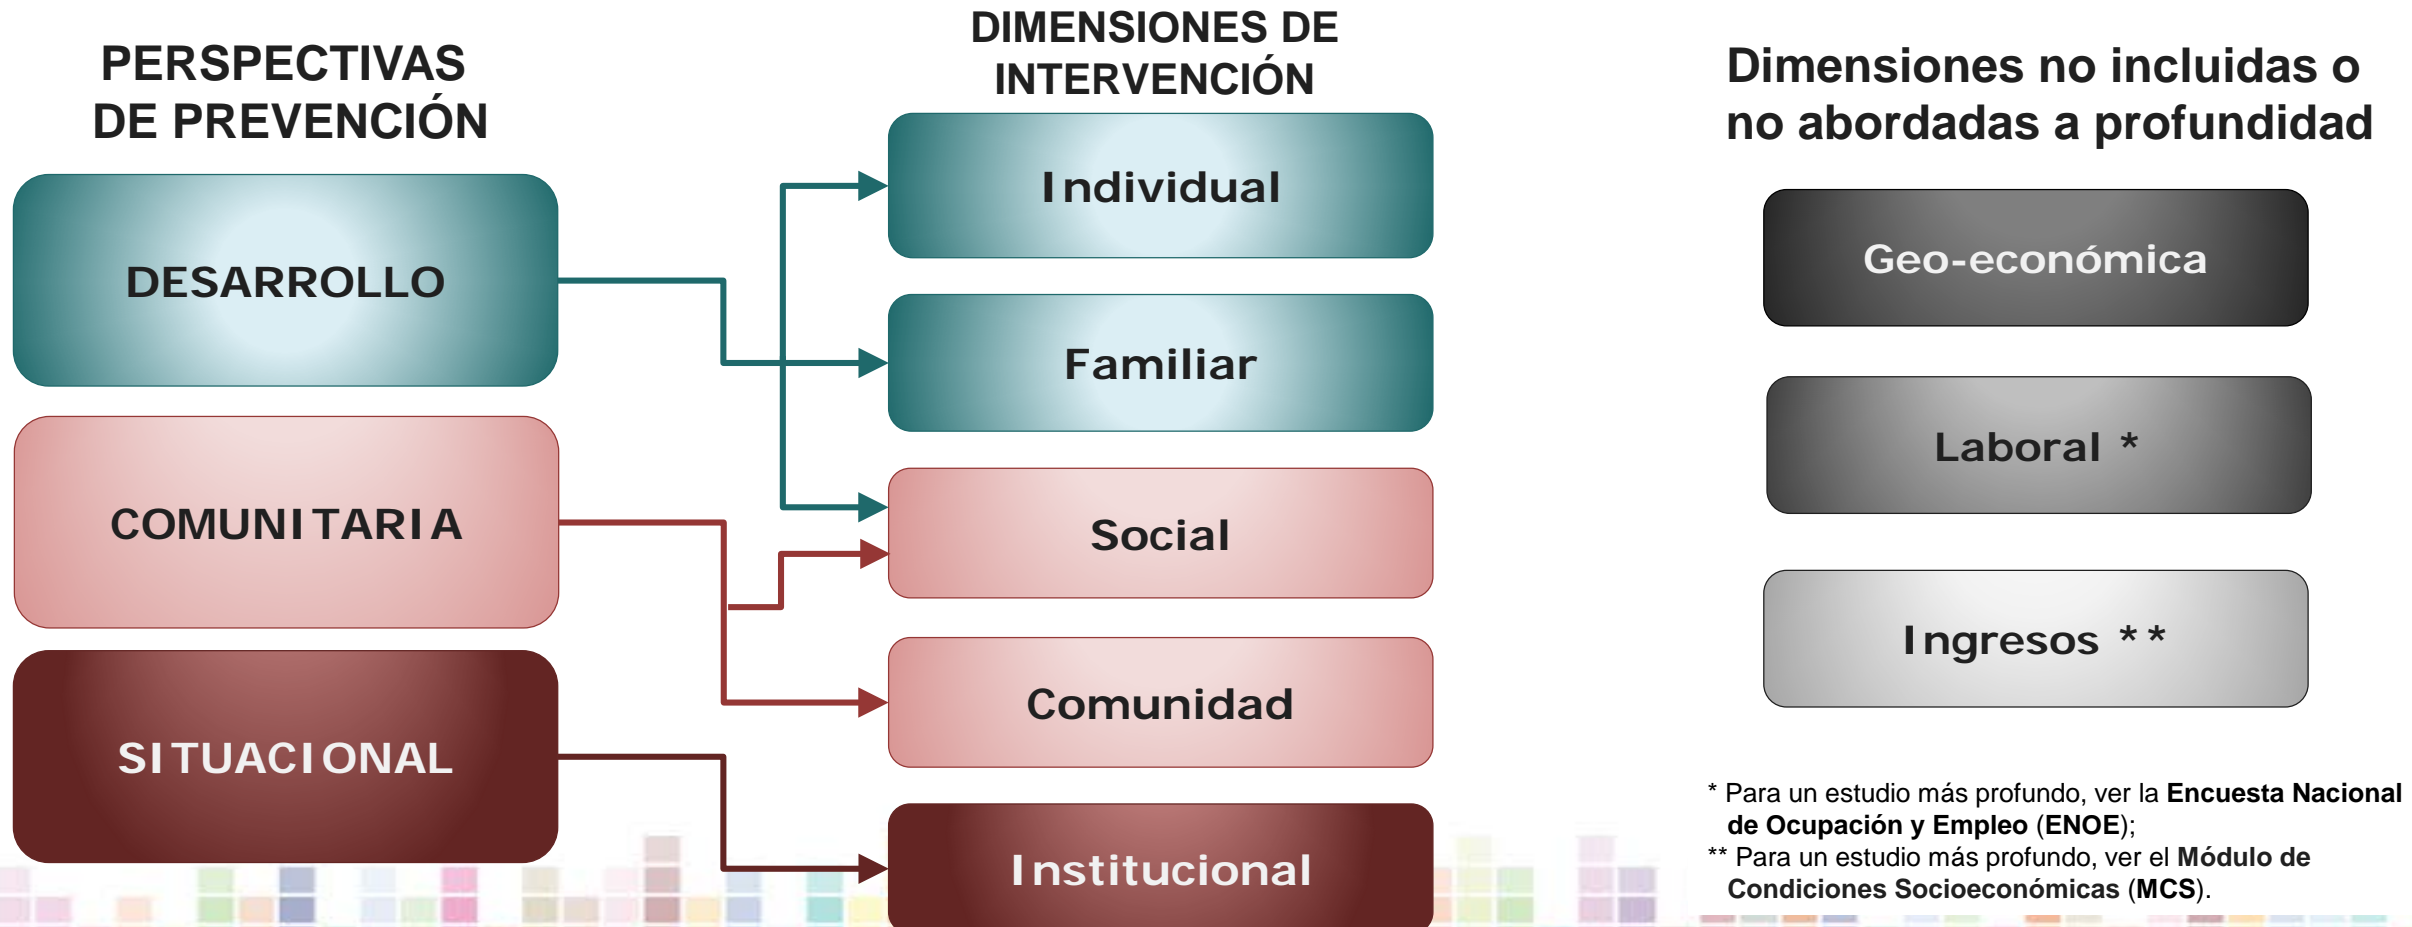 PERSPECTIVAS
DE PREVENCIÓN
DESARROLLO
COMUNITARIA
SITUACIONAL
DIMENSIONES DE
INTERVENCIÓN
Individual
Familiar
Social
Comunidad
Institucional
Dimensiones no incluidas o
no abordadas a profundidad
Geo-económica
Laboral *
Ingresos **
* Para un estudio más profundo, ver la Encuesta Nacional
de Ocupación y Empleo (ENOE);
** Para un estudio más profundo, ver el Módulo de
Condiciones Socioeconómicas (MCS).